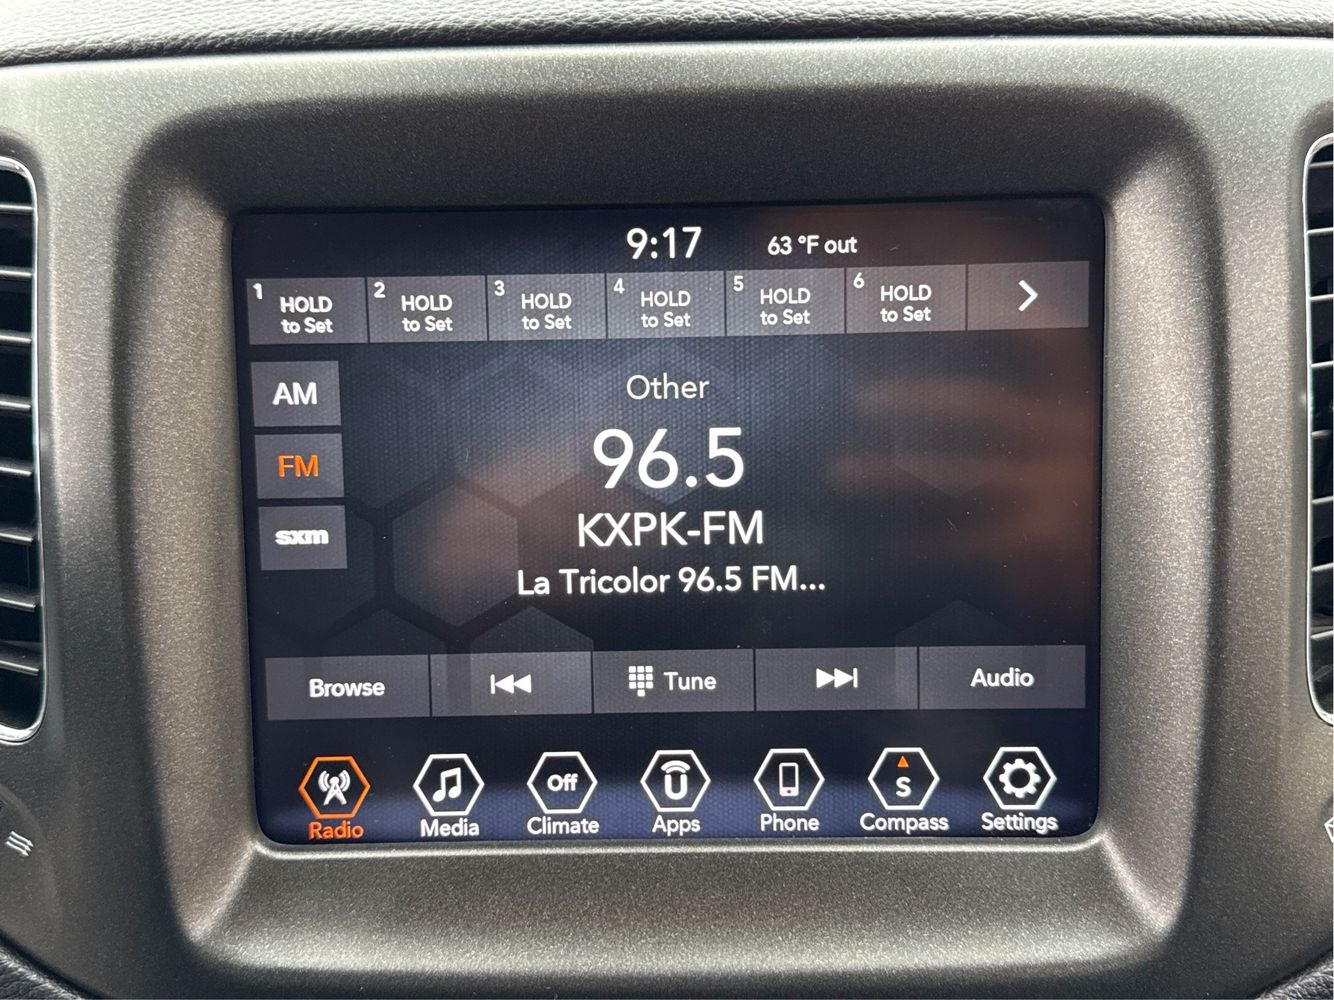 9:17 63 °F out
1 HOLD to Set
2 HOLD to Set
3 HOLD to Set
4 HOLD to Set
5 HOLD to Set
6 HOLD to Set
AM
FM
sxm
Other
96.5
KXPK-FM
La Tricolor 96.5 FM...
Browse Tune Audio
Off U S
Radio Media Climate Apps Phone Compass Settings